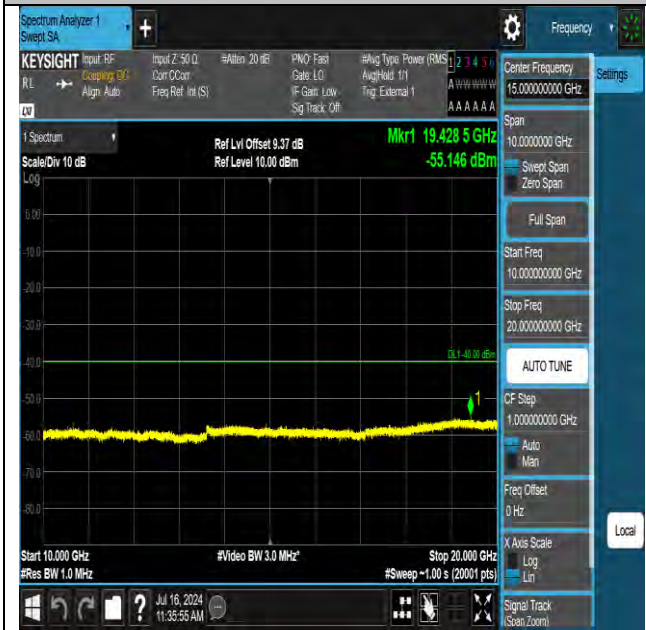 Spectrum Analyzer 1
Swept SA
+
Frequency
KEYSIGHT
Input: RF
Coupling: DC
Align: Auto
RL
Input Z: 50 Ω
Corr CCorr
Freq Ref: Int (S)
#Atten: 20 dB
PNO: Fast
Gate: LO
IF Gain: Low
Sig Track: Off
#Avg Type: Power (RMS
Avg|Hold: 1/1
Trig: External 1
1 2 3 4 5 6
A W W W W W
A A A A A A
Settings
1 Spectrum
Scale/Div 10 dB
Log
Ref Lvl Offset 9.37 dB
Ref Level 10.00 dBm
Mkr1 19.428 5 GHz
-55.146 dBm
0.00
-10.0
-20.0
-30.0
-40.0
-50.0
-60.0
-70.0
-80.0
DL1 -40.00 dBm
1
Start 10.000 GHz
#Res BW 1.0 MHz
#Video BW 3.0 MHz*
Stop 20.000 GHz
#Sweep ~1.00 s (20001 pts)
Center Frequency
15.00000000 GHz
Span
10.0000000 GHz
Swept Span
Zero Span
Full Span
Start Freq
10.000000000 GHz
Stop Freq
20.000000000 GHz
AUTO TUNE
CF Step
1.000000000 GHz
Auto
Man
Freq Offset
0 Hz
X Axis Scale
Log
Lin
Signal Track
(Span Zoom)
Local
?
Jul 16, 2024
11:35:55 AM